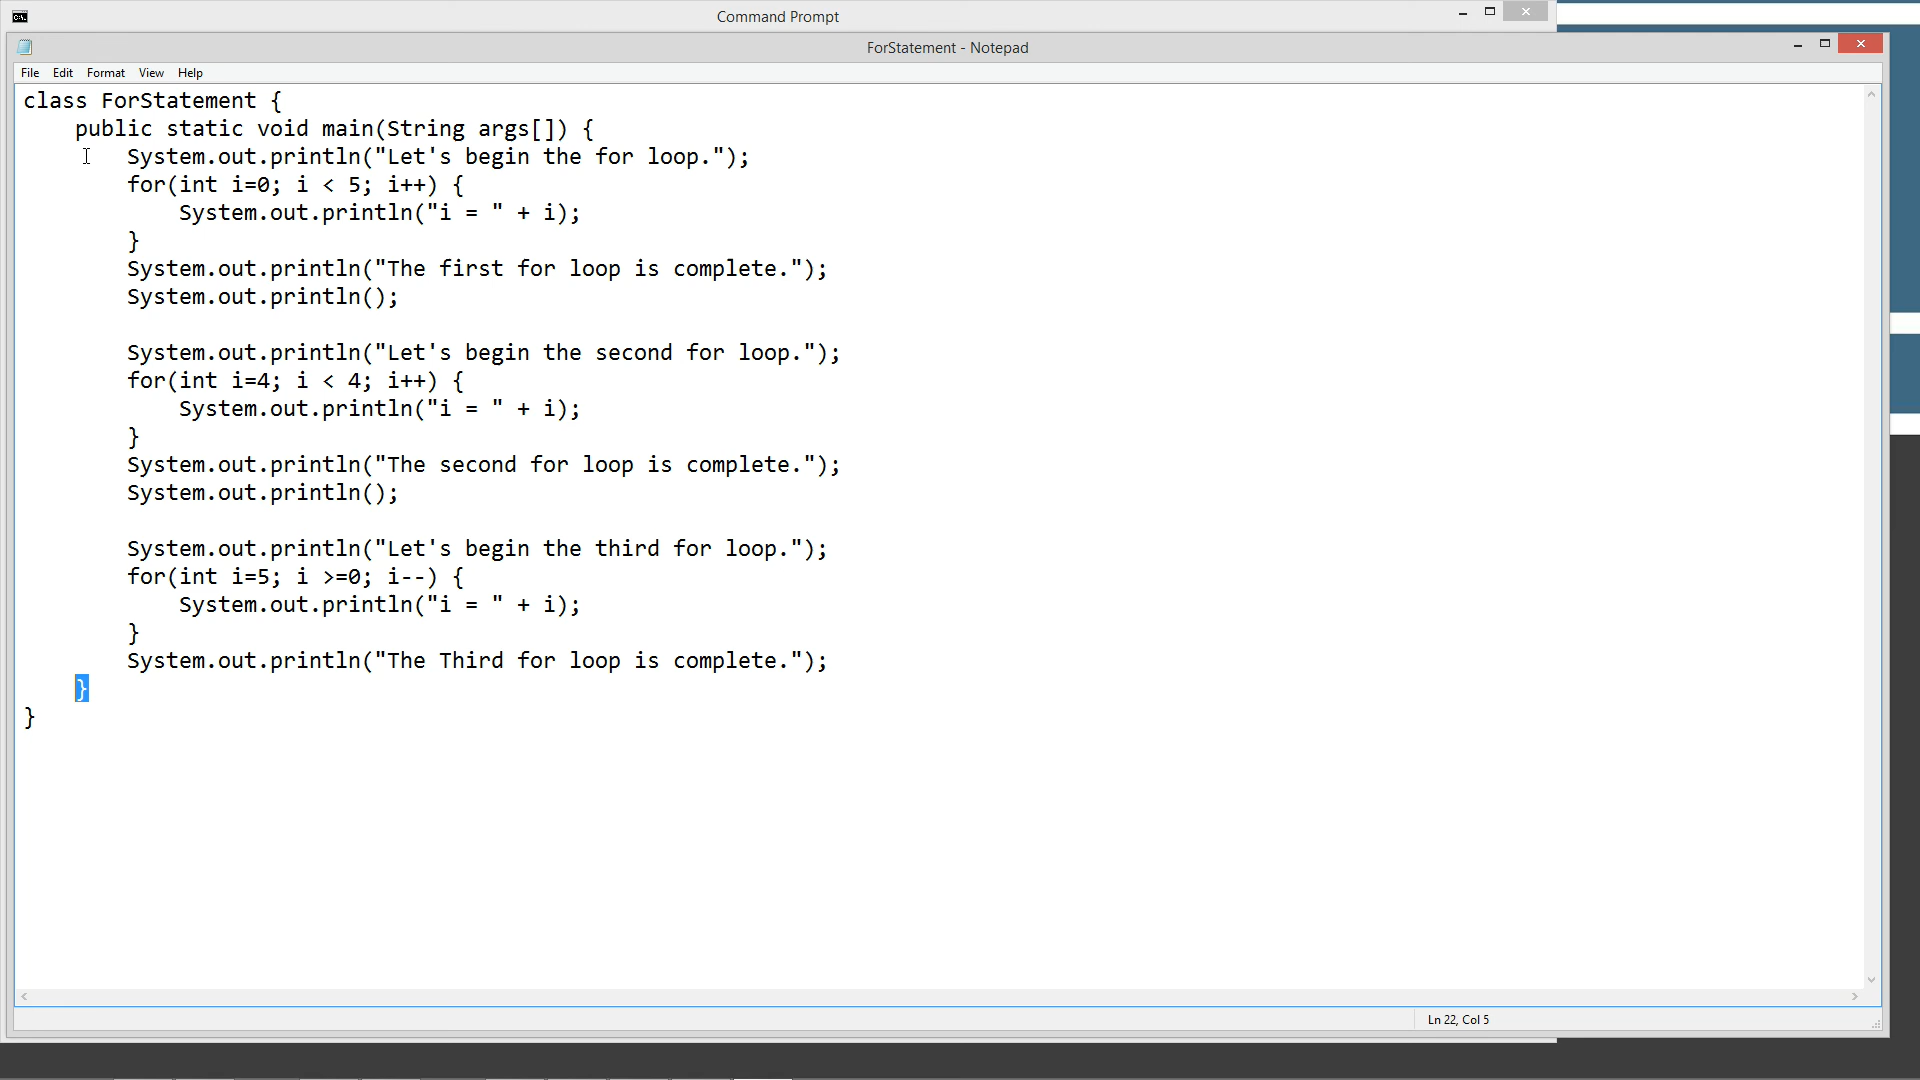 Command Prompt
ForStatement - Notepad
File Edit Format View Help
class ForStatement {
    public static void main(String args[]) {
        System.out.println("Let's begin the for loop.");
        for(int i=0; i < 5; i++) {
            System.out.println("i = " + i);
        }
        System.out.println("The first for loop is complete.");
        System.out.println();

        System.out.println("Let's begin the second for loop.");
        for(int i=4; i < 4; i++) {
            System.out.println("i = " + i);
        }
        System.out.println("The second for loop is complete.");
        System.out.println();

        System.out.println("Let's begin the third for loop.");
        for(int i=5; i >=0; i--) {
            System.out.println("i = " + i);
        }
        System.out.println("The Third for loop is complete.");
    }
}
Ln 22, Col 5